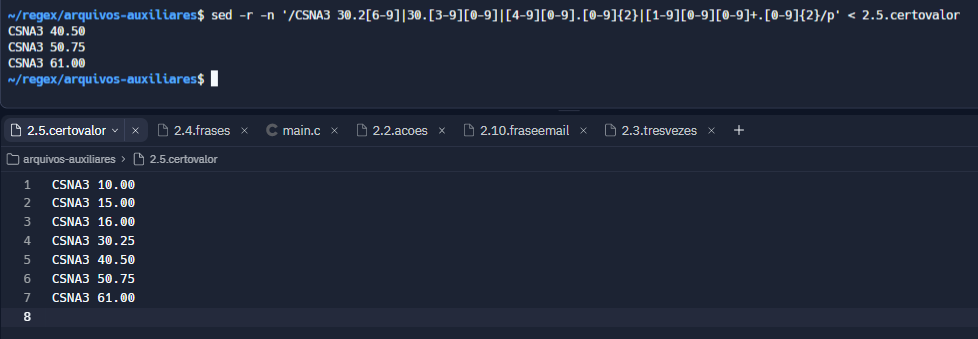 ~/regex/arquivos-auxiliares$ sed -r -n '/CSNA3 30.2[6-9]|30.[3-9][0-9]|[4-9][0-9].[0-9]{2}|[1-9][0-9][0-9]+.[0-9]{2}/p' < 2.5.certovalor
CSNA3 40.50
CSNA3 50.75
CSNA3 61.00
~/regex/arquivos-auxiliares$
2.5.certovalor 2.4.frases main.c 2.2.acoes 2.10.fraseemail 2.3.tresvezes
arquivos-auxiliares > 2.5.certovalor
1 CSNA3 10.00
2 CSNA3 15.00
3 CSNA3 16.00
4 CSNA3 30.25
5 CSNA3 40.50
6 CSNA3 50.75
7 CSNA3 61.00
8